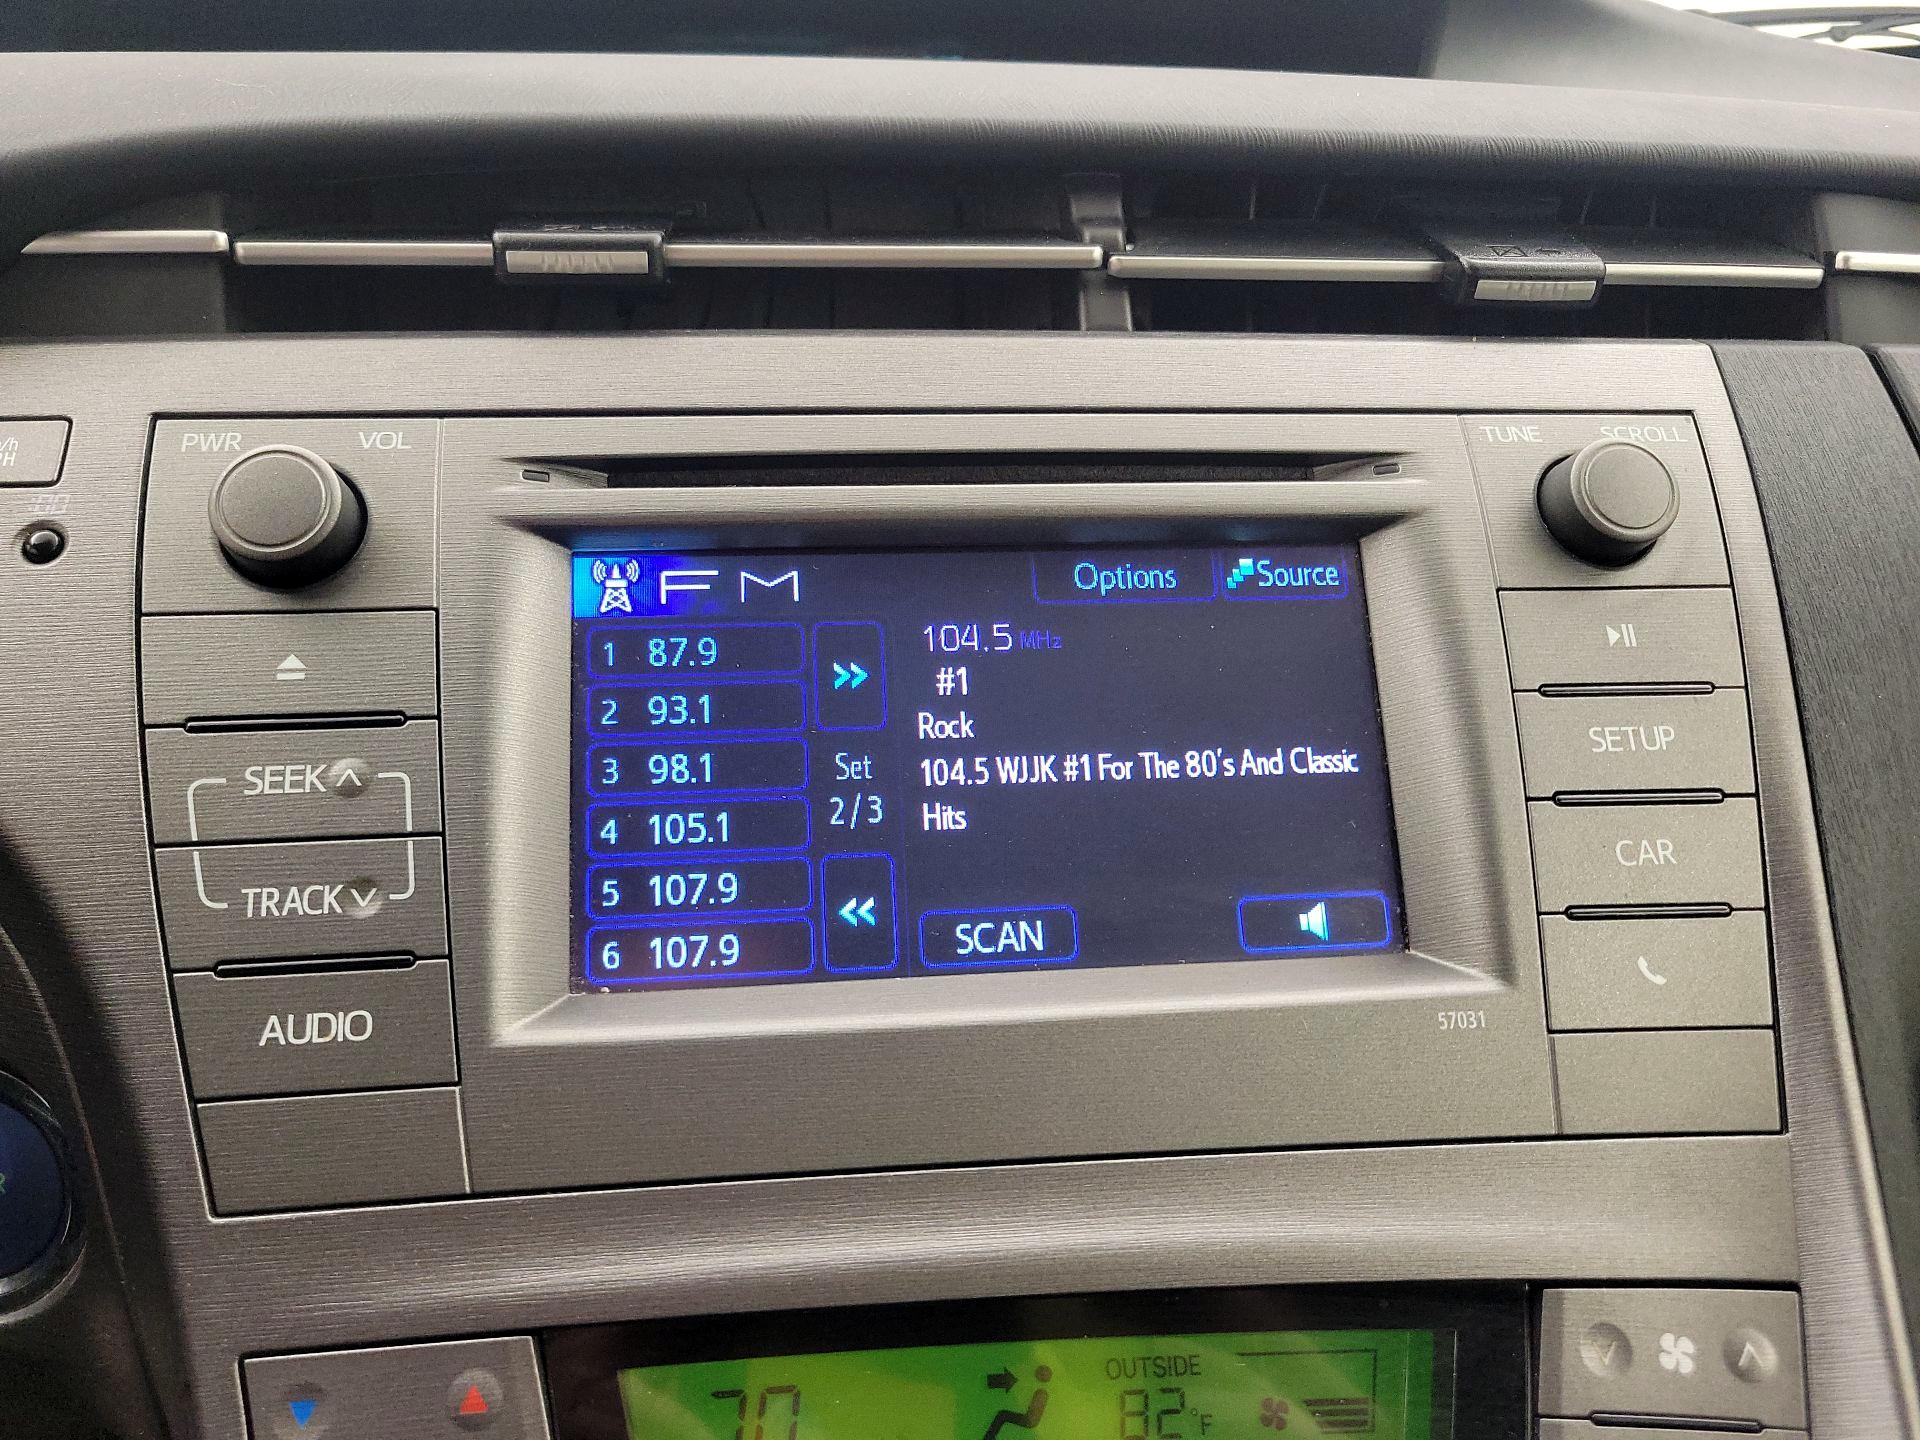 PWR VOL
TUNE SCROLL
FM
Options
Source
1 87.9
2 93.1
3 98.1
4 105.1
5 107.9
6 107.9
Set
2/3
104.5 MHz
#1
Rock
104.5 WJJK #1 For The 80's And Classic
Hits
SCAN
SEEK
TRACK
AUDIO
SETUP
CAR
57031
70
OUTSIDE
82°F
:00
/h
H